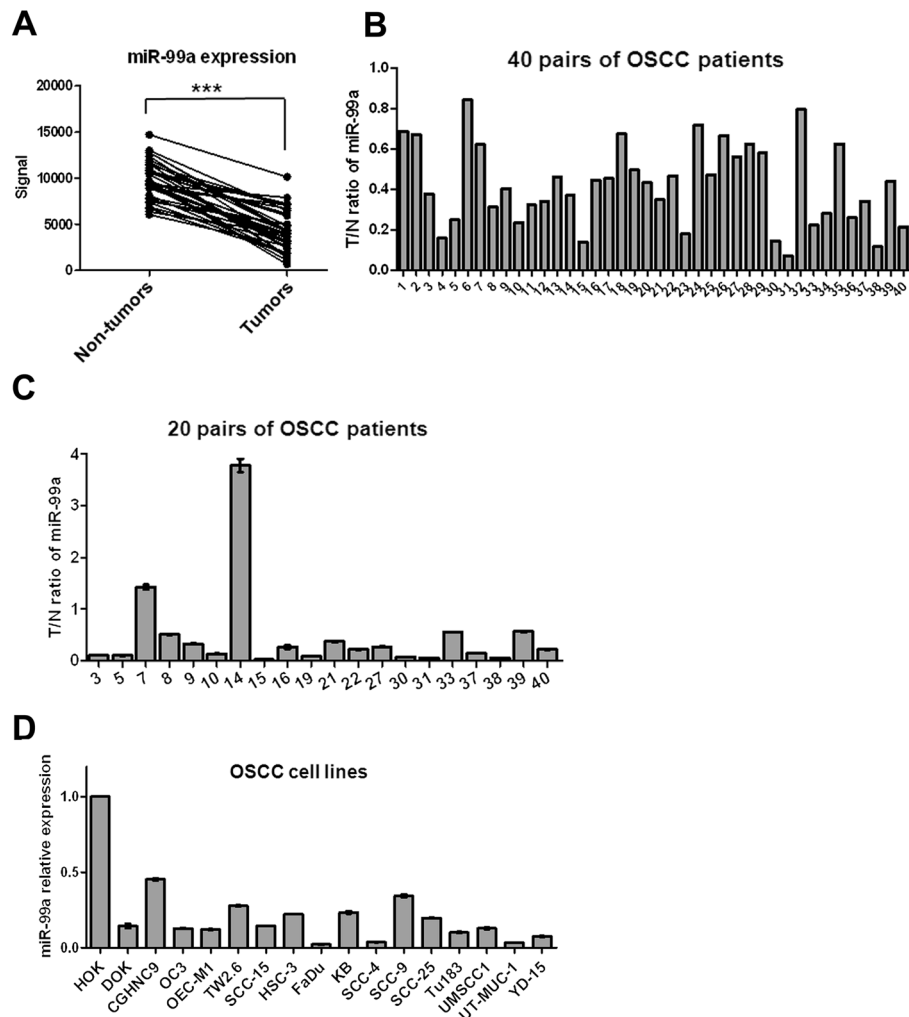 A
miR-99a expression
***
20000
15000
10000
5000
0
Signal
Non-tumors
Tumors
B
40 pairs of OSCC patients
1.0
0.8
0.6
0.4
0.2
0.0
T/N ratio of miR-99a
1 2 3 4 5 6 7 8 9 10 11 12 13 14 15 16 17 18 19 20 21 22 23 24 25 26 27 28 29 30 31 32 33 34 35 36 37 38 39 40
C
20 pairs of OSCC patients
4
3
2
1
0
T/N ratio of miR-99a
3 5 7 8 9 10 14 15 16 19 21 22 27 30 31 33 37 38 39 40
D
OSCC cell lines
1.0
0.5
0.0
miR-99a relative expression
HOK
DOK
CGHNC9
OC3
OEC-M1
TW2.6
SCC-15
HSC-3
FaDu
KB
SCC-4
SCC-9
SCC-25
Tu183
UMSCC1
UT-MUC-1
YD-15